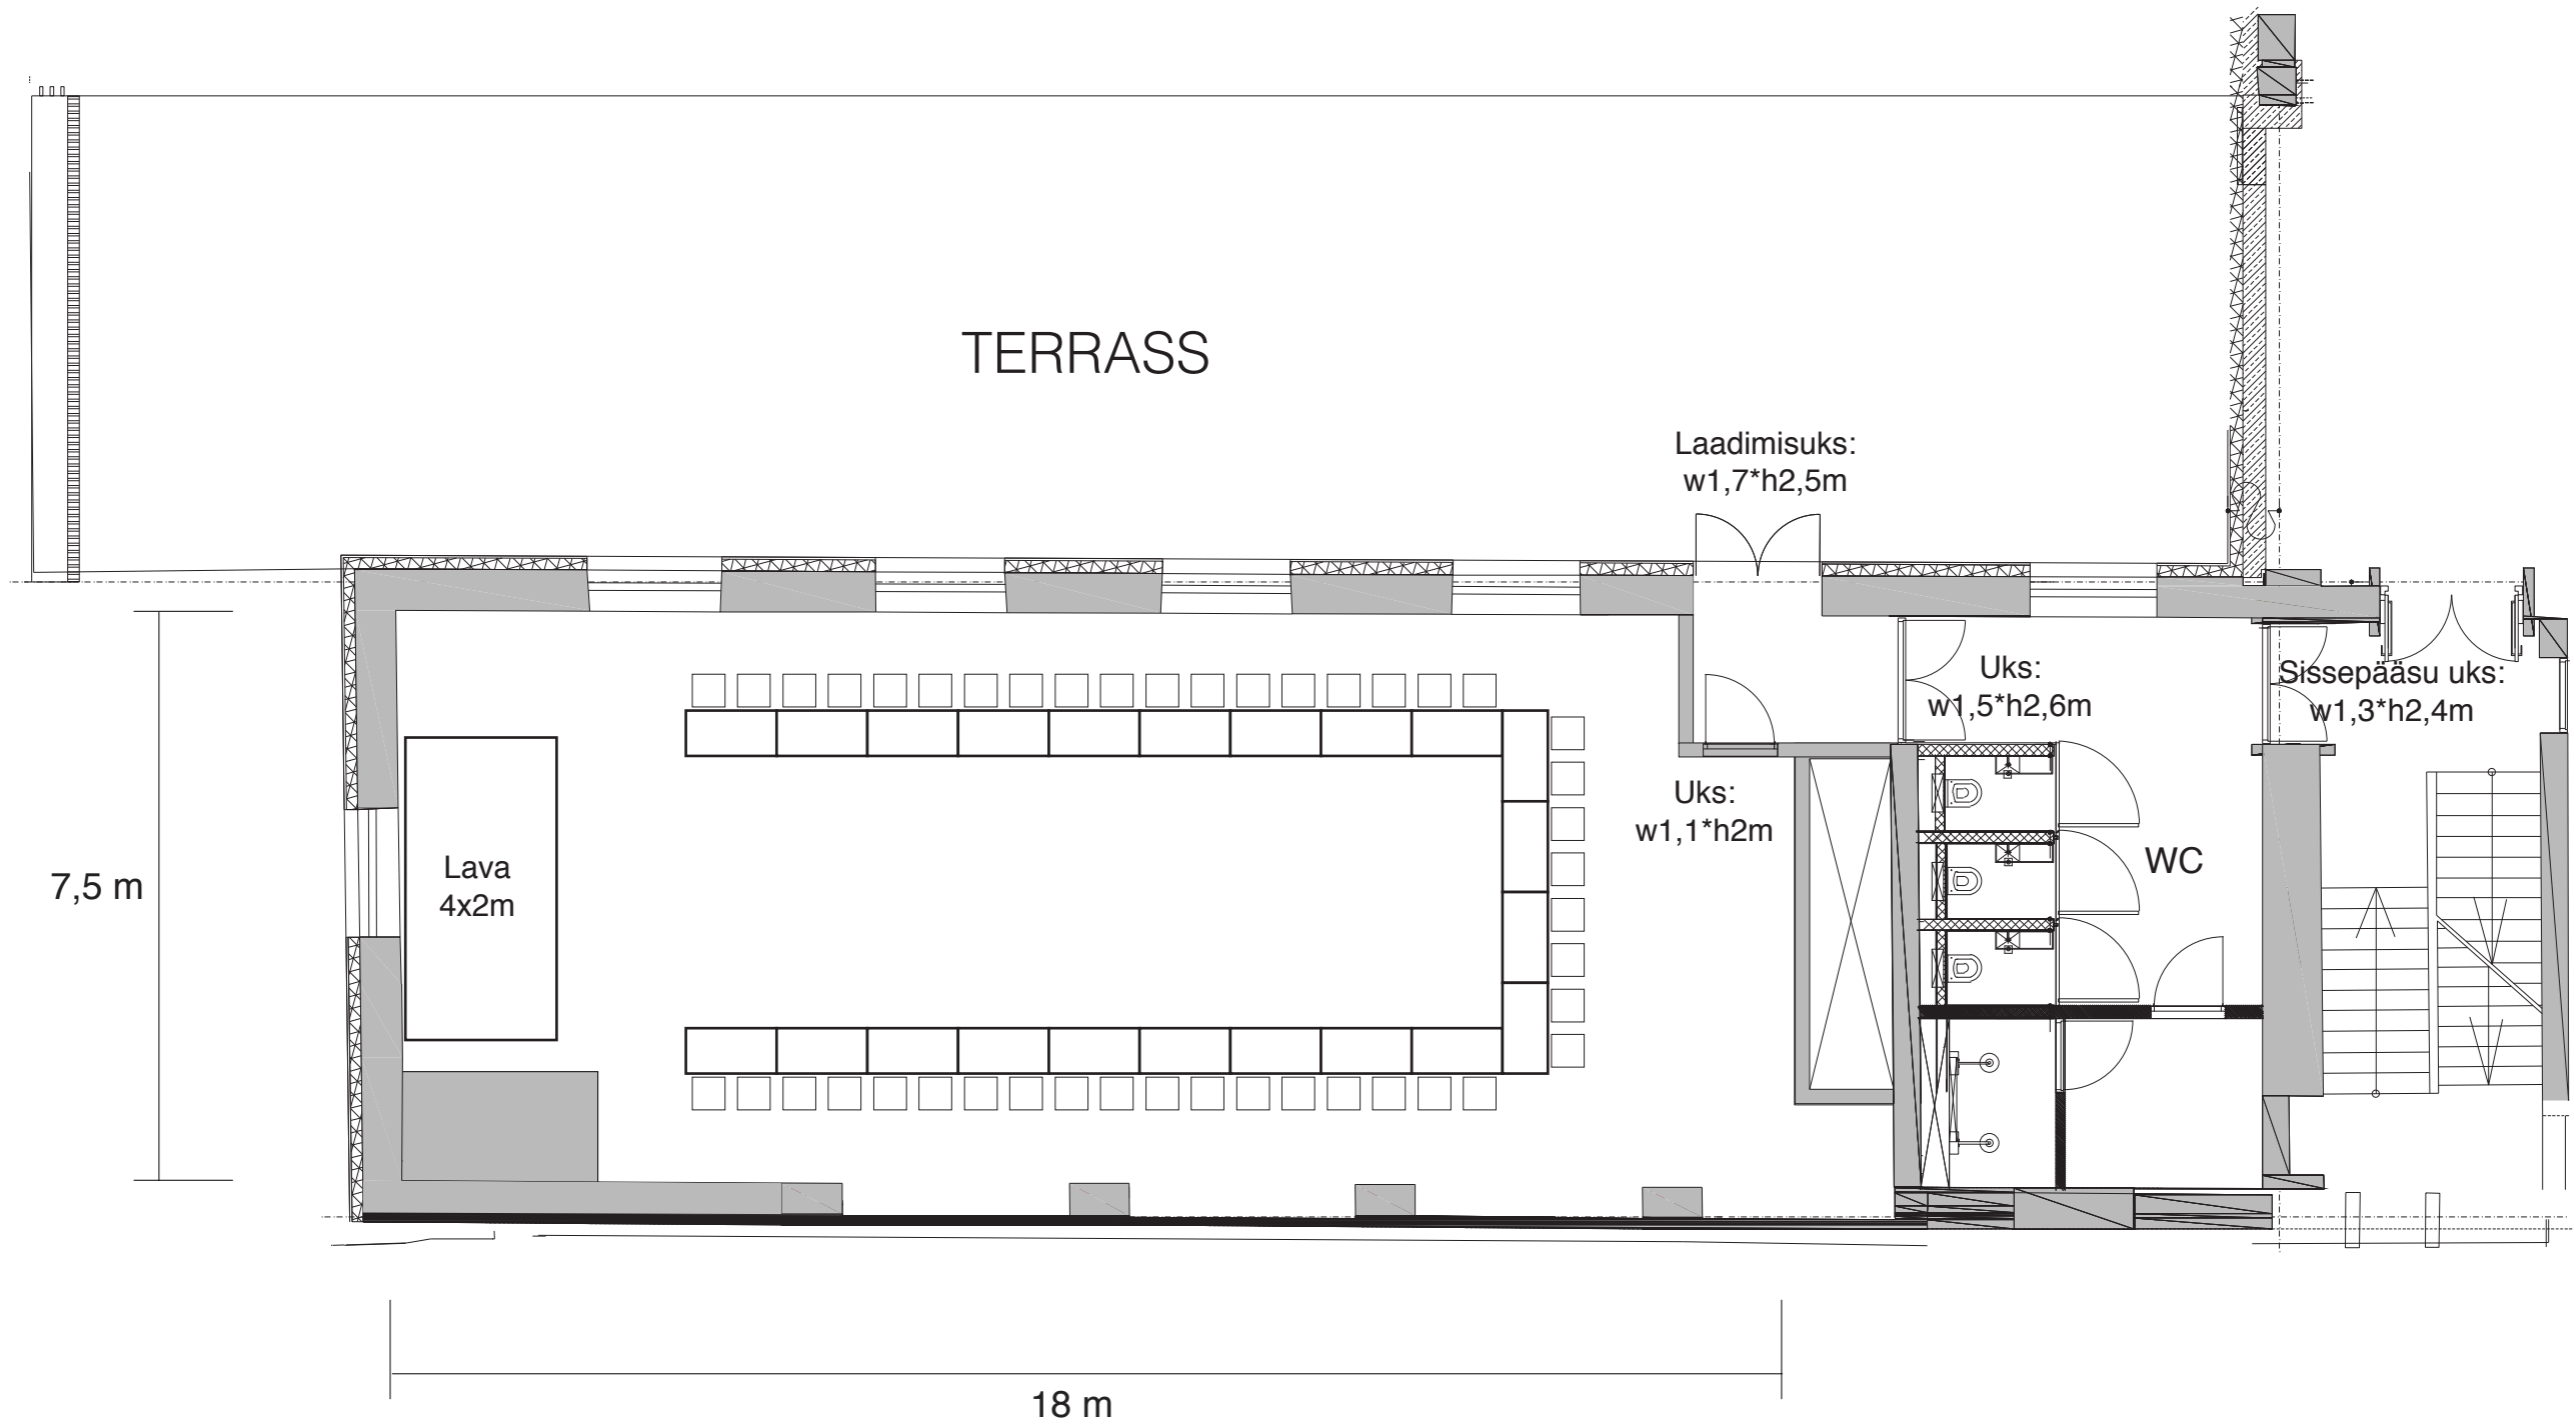 TERRASS
Laadimisuks:
w1,7*h2,5m
Uks:
w1,5*h2,6m
Sissepääsu uks:
w1,3*h2,4m
Uks:
w1,1*h2m
WC
Lava
4x2m
7,5 m
18 m